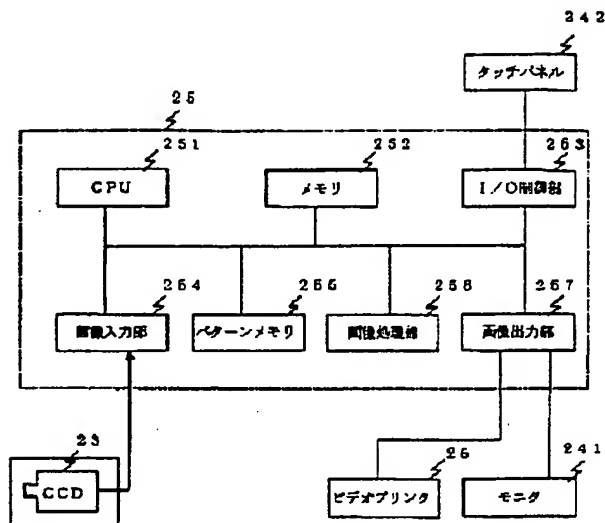 242
タッチパネル
25
251
252
253
CPU
メモリ
I/O制御部
254
255
256
257
画像入力部
パターンメモリ
画像処理部
画像出力部
23
26
241
CCD
ビデオプリンタ
モニタ